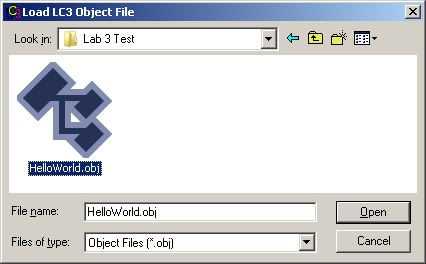 Load LC3 Object File
Look in: Lab 3 Test
HelloWorld.obj
File name: HelloWorld.obj Open
Files of type: Object Files (*.obj) Cancel